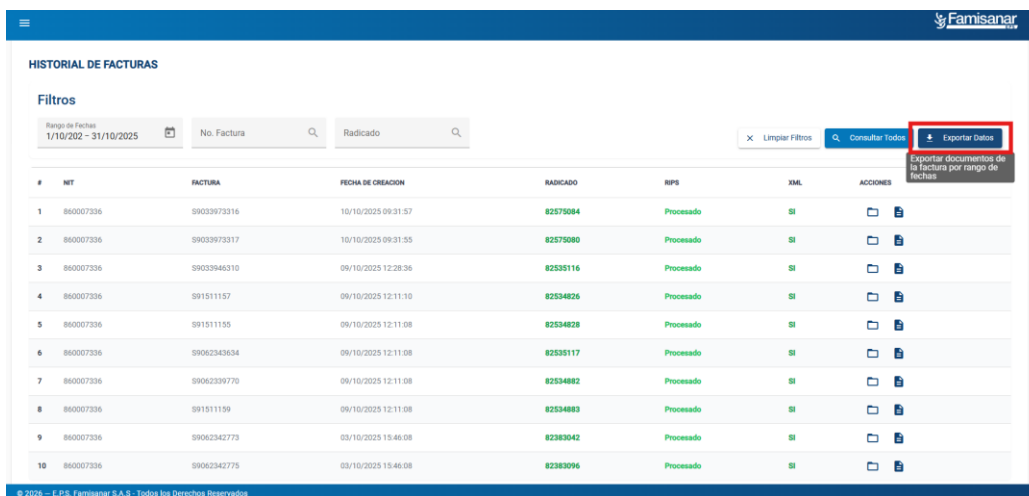 Famisanar
EPS
HISTORIAL DE FACTURAS
Filtros
Rango de Fechas
1/10/202 – 31/10/2025
No. Factura
Radicado
Limpiar Filtros
Consultar Todos
Exportar Datos
Exportar documentos de
la factura por rango de
fechas
# NIT FACTURA FECHA DE CREACION RADICADO RIPS XML ACCIONES
1 860007336 S9033973316 10/10/2025 09:31:57 82575084 Procesado SI
2 860007336 S9033973317 10/10/2025 09:31:55 82575080 Procesado SI
3 860007336 S9033946310 09/10/2025 12:28:36 82535116 Procesado SI
4 860007336 S91511157 09/10/2025 12:11:10 82534826 Procesado SI
5 860007336 S91511155 09/10/2025 12:11:08 82534828 Procesado SI
6 860007336 S9062343634 09/10/2025 12:11:08 82535117 Procesado SI
7 860007336 S9062339770 09/10/2025 12:11:08 82534882 Procesado SI
8 860007336 S91511159 09/10/2025 12:11:08 82534883 Procesado SI
9 860007336 S9062342773 03/10/2025 15:46:08 82383042 Procesado SI
10 860007336 S9062342775 03/10/2025 15:46:08 82383096 Procesado SI
© 2026 — E.P.S. Famisanar S.A.S - Todos los Derechos Reservados